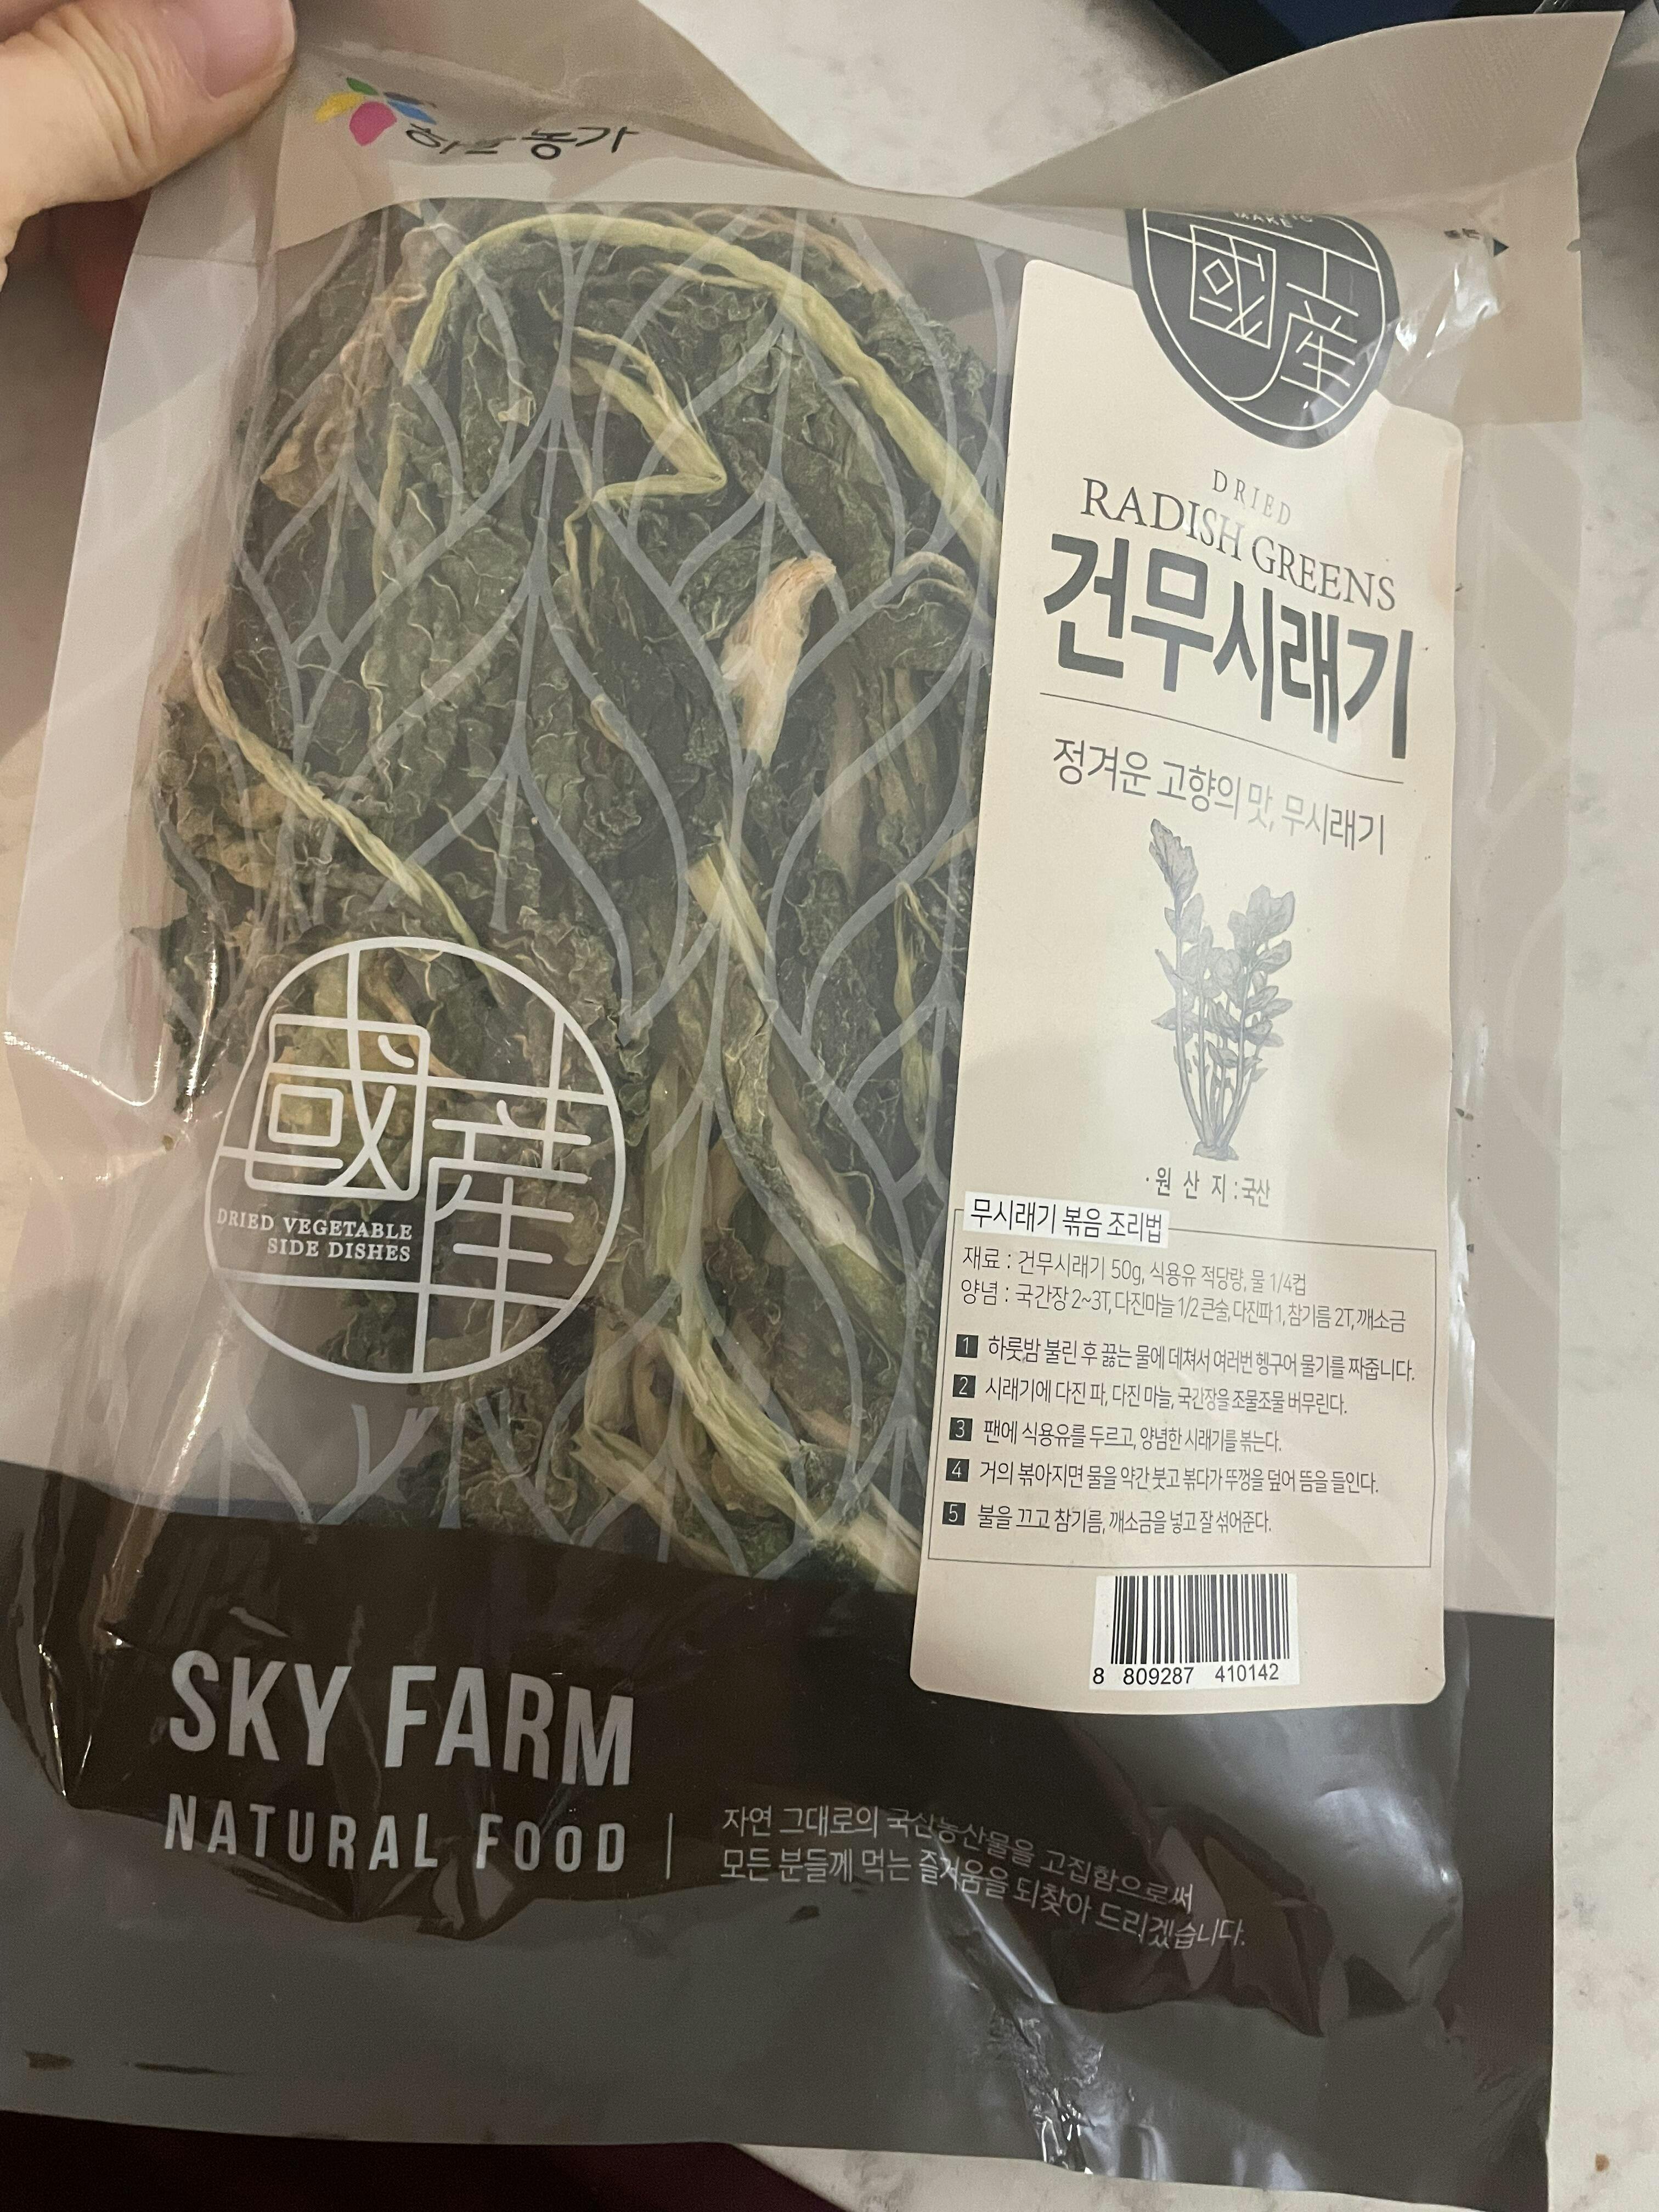 하늘농가
MAKE
國産
DRIED
RADISH GREENS
건무시래기
정겨운 고향의 맛, 무시래기
· 원 산 지 : 국산
무시래기 볶음 조리법
재료 : 건무시래기 50g, 식용유 적당량, 물 1/4컵
양념 : 국간장 2~3T, 다진마늘 1/2 큰술, 다진파 1, 참기름 2T, 깨소금
1 하룻밤 불린 후 끓는 물에 데쳐서 여러번 헹구어 물기를 짜줍니다.
2 시래기에 다진 파, 다진 마늘, 국간장을 조물조물 버무린다.
3 팬에 식용유를 두르고, 양념한 시래기를 볶는다.
4 거의 볶아지면 물을 약간 붓고 볶다가 뚜껑을 덮어 뜸을 들인다.
5 불을 끄고 참기름, 깨소금을 넣고 잘 섞어준다.
8 809287 410142
國産
DRIED VEGETABLE
SIDE DISHES
SKY FARM
NATURAL FOOD
자연 그대로의 국산농산물을 고집함으로써
모든 분들께 먹는 즐거움을 되찾아 드리겠습니다.